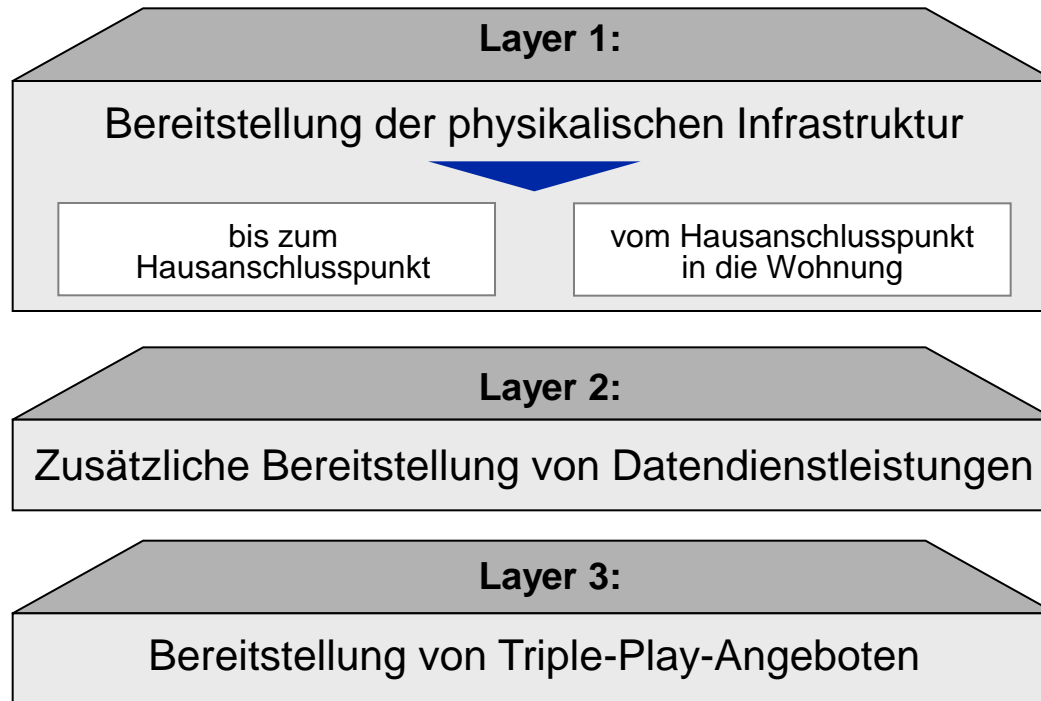 Layer 1:
Bereitstellung der physikalischen Infrastruktur
bis zum
Hausanschlusspunkt
vom Hausanschlusspunkt
in die Wohnung
Layer 2:
Zusätzliche Bereitstellung von Datendienstleistungen
Layer 3:
Bereitstellung von Triple-Play-Angeboten